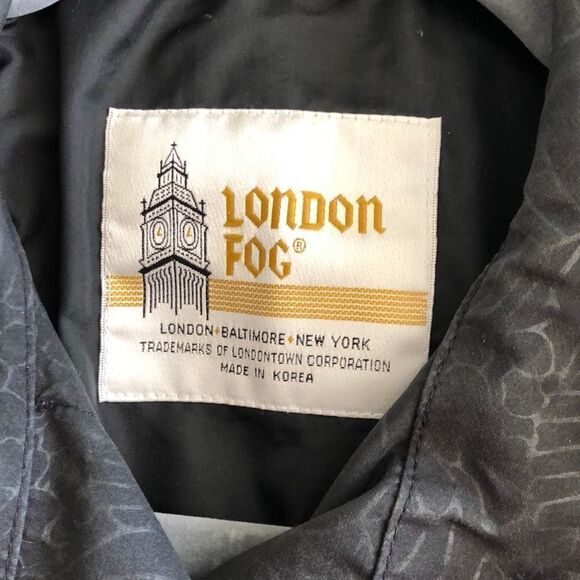 LONDON
FOG®
LONDON♦BALTIMORE♦NEW YORK
TRADEMARKS OF LONDONTOWN CORPORATION
MADE IN KOREA